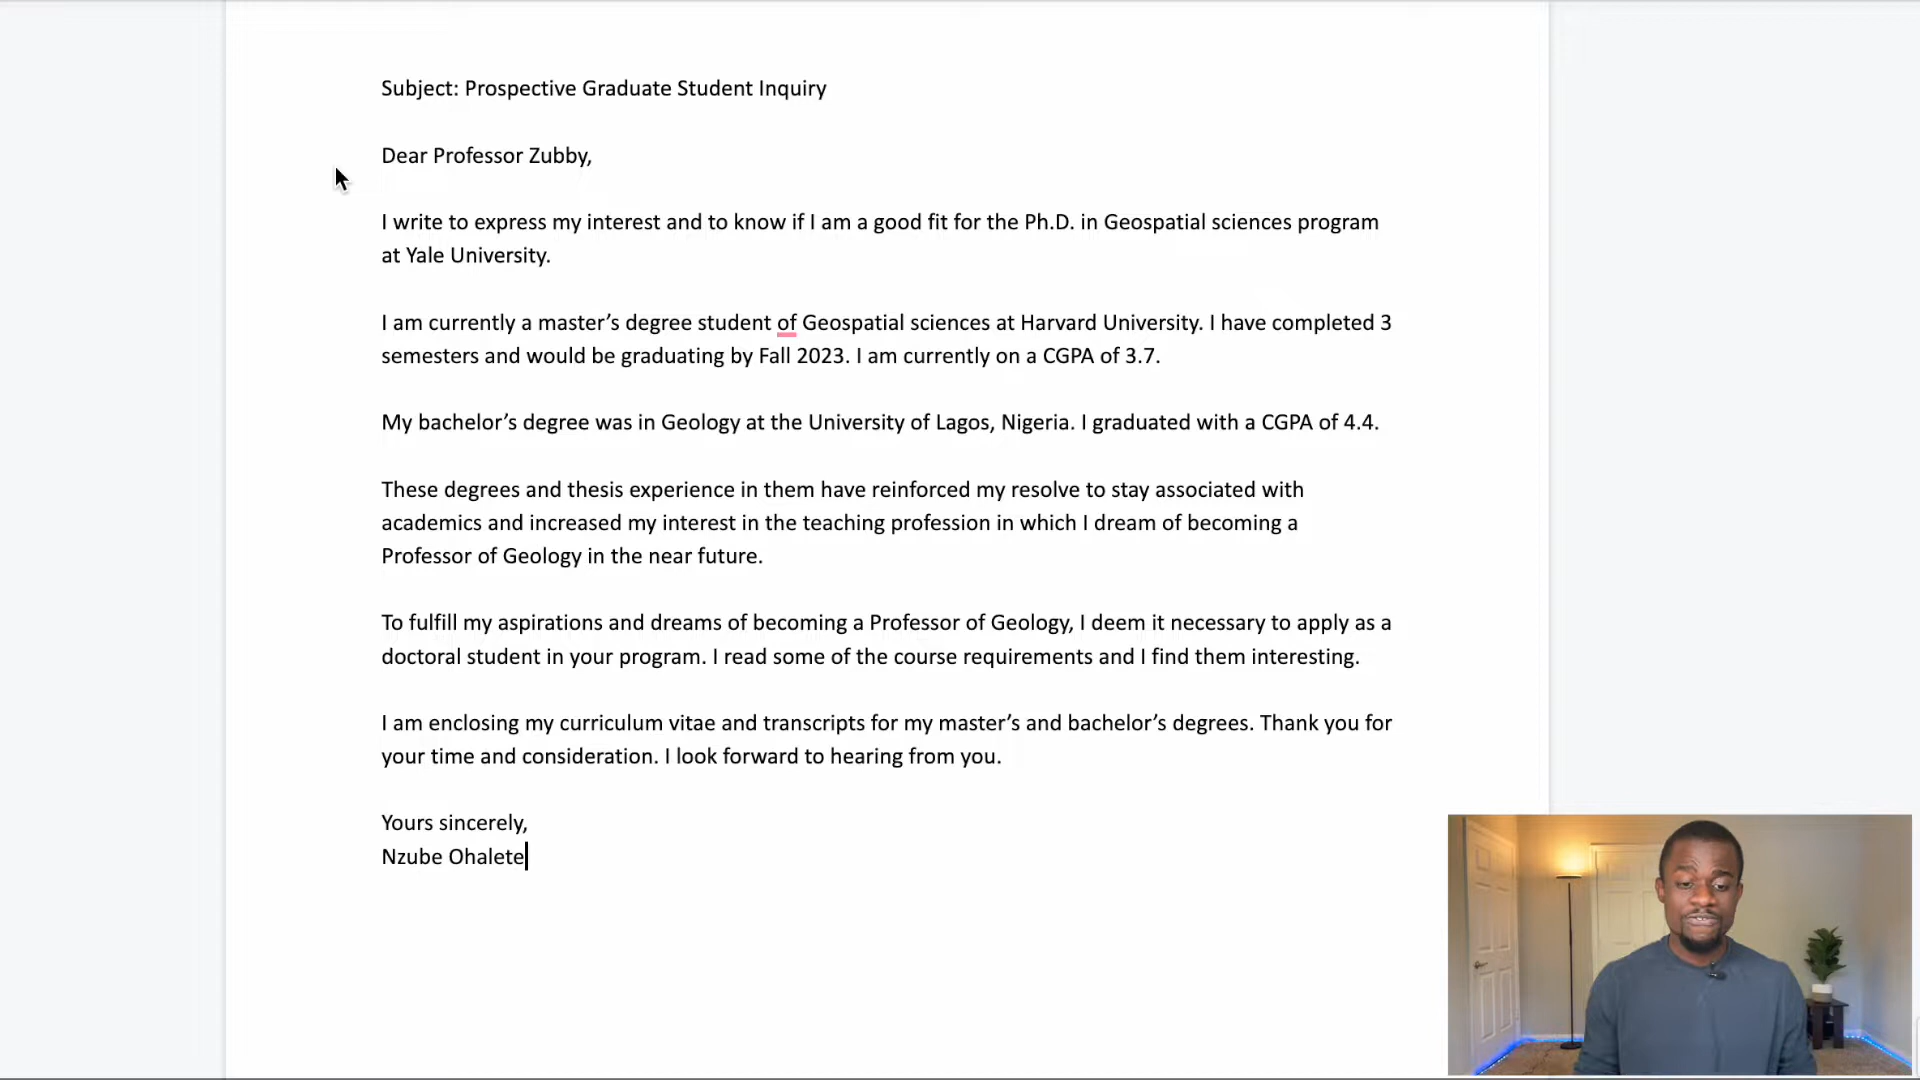 Subject: Prospective Graduate Student Inquiry
Dear Professor Zubby,
I write to express my interest and to know if I am a good fit for the Ph.D. in Geospatial sciences program
at Yale University.
I am currently a master’s degree student of Geospatial sciences at Harvard University. I have completed 3
semesters and would be graduating by Fall 2023. I am currently on a CGPA of 3.7.
My bachelor’s degree was in Geology at the University of Lagos, Nigeria. I graduated with a CGPA of 4.4.
These degrees and thesis experience in them have reinforced my resolve to stay associated with
academics and increased my interest in the teaching profession in which I dream of becoming a
Professor of Geology in the near future.
To fulfill my aspirations and dreams of becoming a Professor of Geology, I deem it necessary to apply as a
doctoral student in your program. I read some of the course requirements and I find them interesting.
I am enclosing my curriculum vitae and transcripts for my master’s and bachelor’s degrees. Thank you for
your time and consideration. I look forward to hearing from you.
Yours sincerely,
Nzube Ohalete